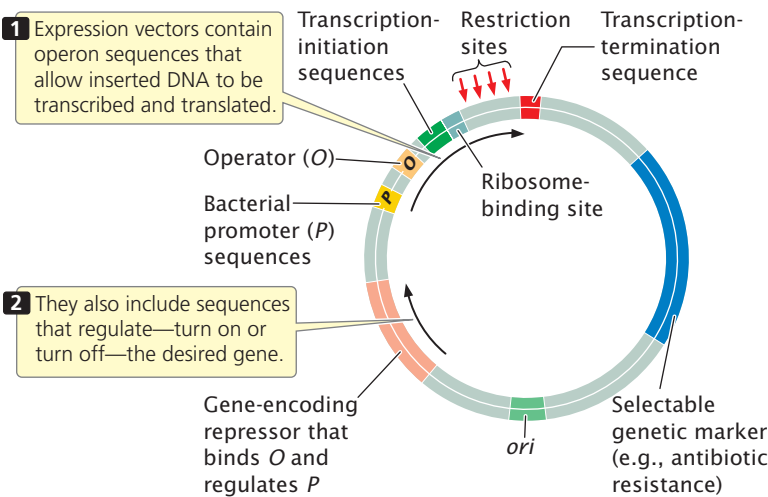 1 Expression vectors contain
operon sequences that
allow inserted DNA to be
transcribed and translated.
Transcription-
initiation
sequences
Restriction
sites
Transcription-
termination
sequence
Operator (O)
O
Bacterial
promoter (P)
sequences
P
Ribosome-
binding site
2 They also include sequences
that regulate—turn on or
turn off—the desired gene.
Gene-encoding
repressor that
binds O and
regulates P
ori
Selectable
genetic marker
(e.g., antibiotic
resistance)